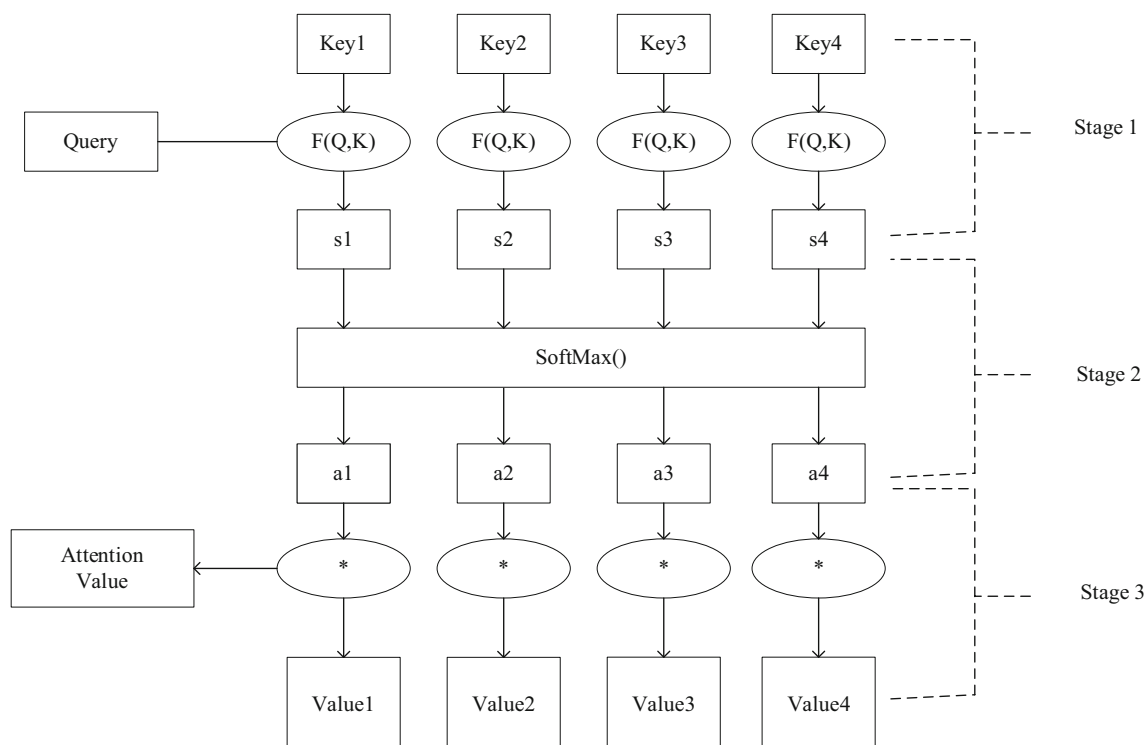 Key1
Key2
Key3
Key4
Query
F(Q,K)
F(Q,K)
F(Q,K)
F(Q,K)
Stage 1
s1
s2
s3
s4
SoftMax()
Stage 2
a1
a2
a3
a4
Attention
Value
*
*
*
*
Stage 3
Value1
Value2
Value3
Value4